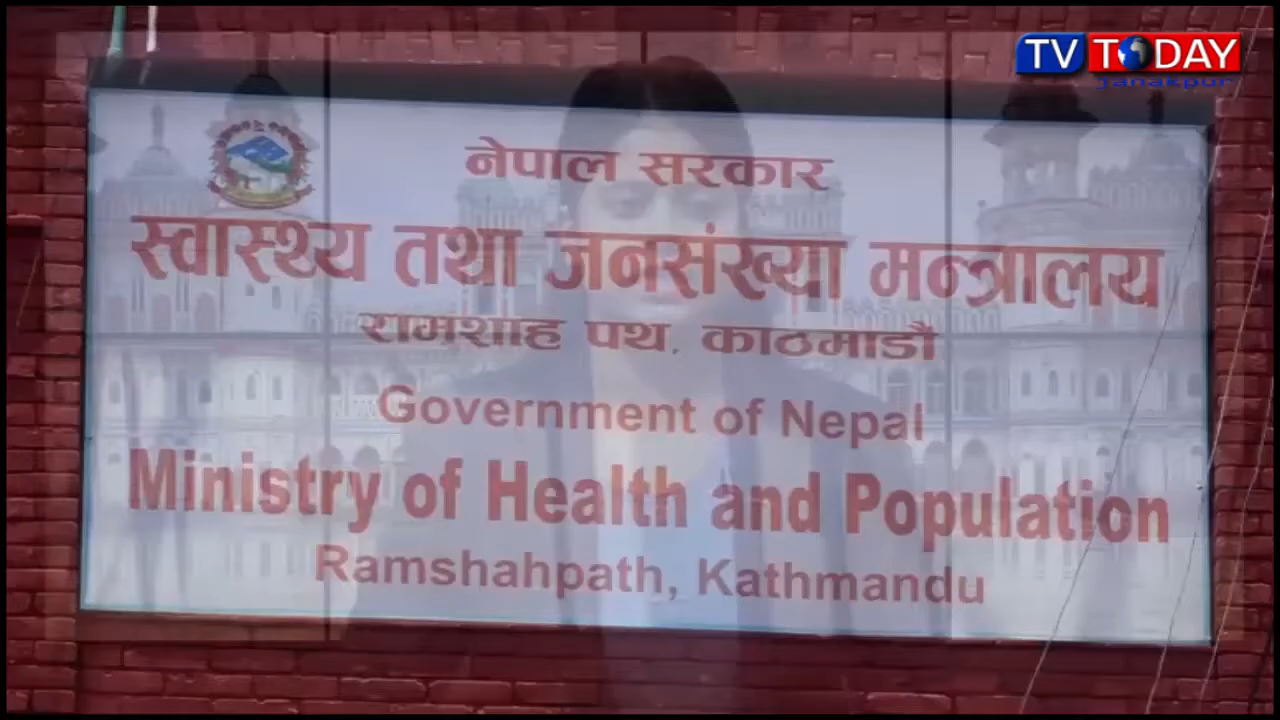 TV TODAY
Janakpur
नेपाल सरकार
स्वास्थ्य तथा जनसंख्या मन्त्रालय
रामशाह पथ, काठमाडौं
Government of Nepal
Ministry of Health and Population
Ramshahpath, Kathmandu